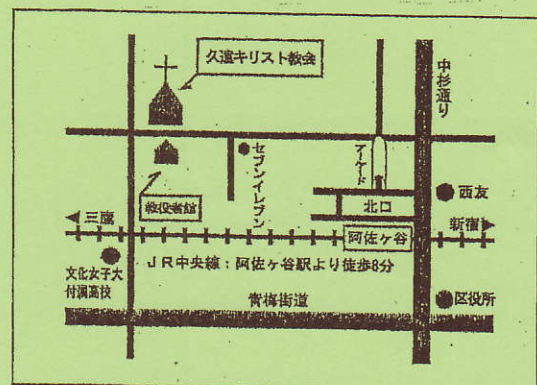 久遠キリスト教会
中杉通り
セブンイレブン
アーケード
西友
教役者館
北口
三鷹
新宿
阿佐ヶ谷
JR中央線：阿佐ヶ谷駅より徒歩8分
文化女子大
付属高校
青梅街道
区役所